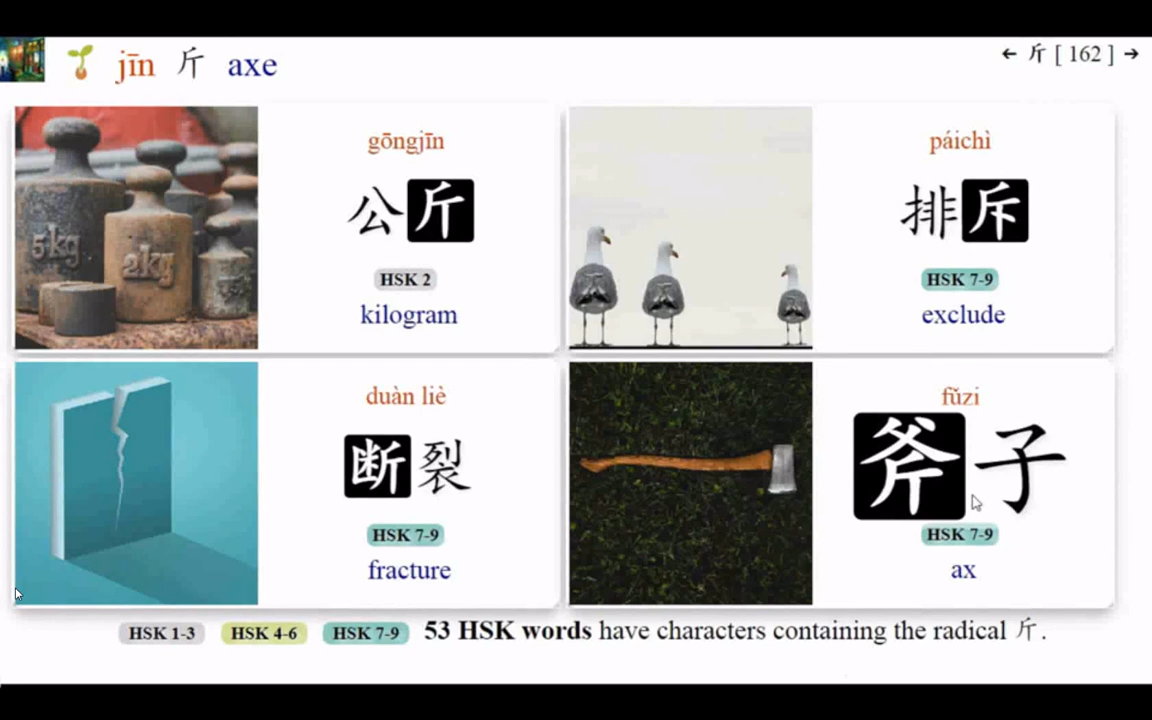 jīn 斤 axe
← 斤 [ 162 ] →
5kg
2kg
gōngjīn
公斤
HSK 2
kilogram
páichì
排斥
HSK 7-9
exclude
duàn liè
断裂
HSK 7-9
fracture
fǔzi
斧子
HSK 7-9
ax
HSK 1-3 HSK 4-6 HSK 7-9 53 HSK words have characters containing the radical 斤.